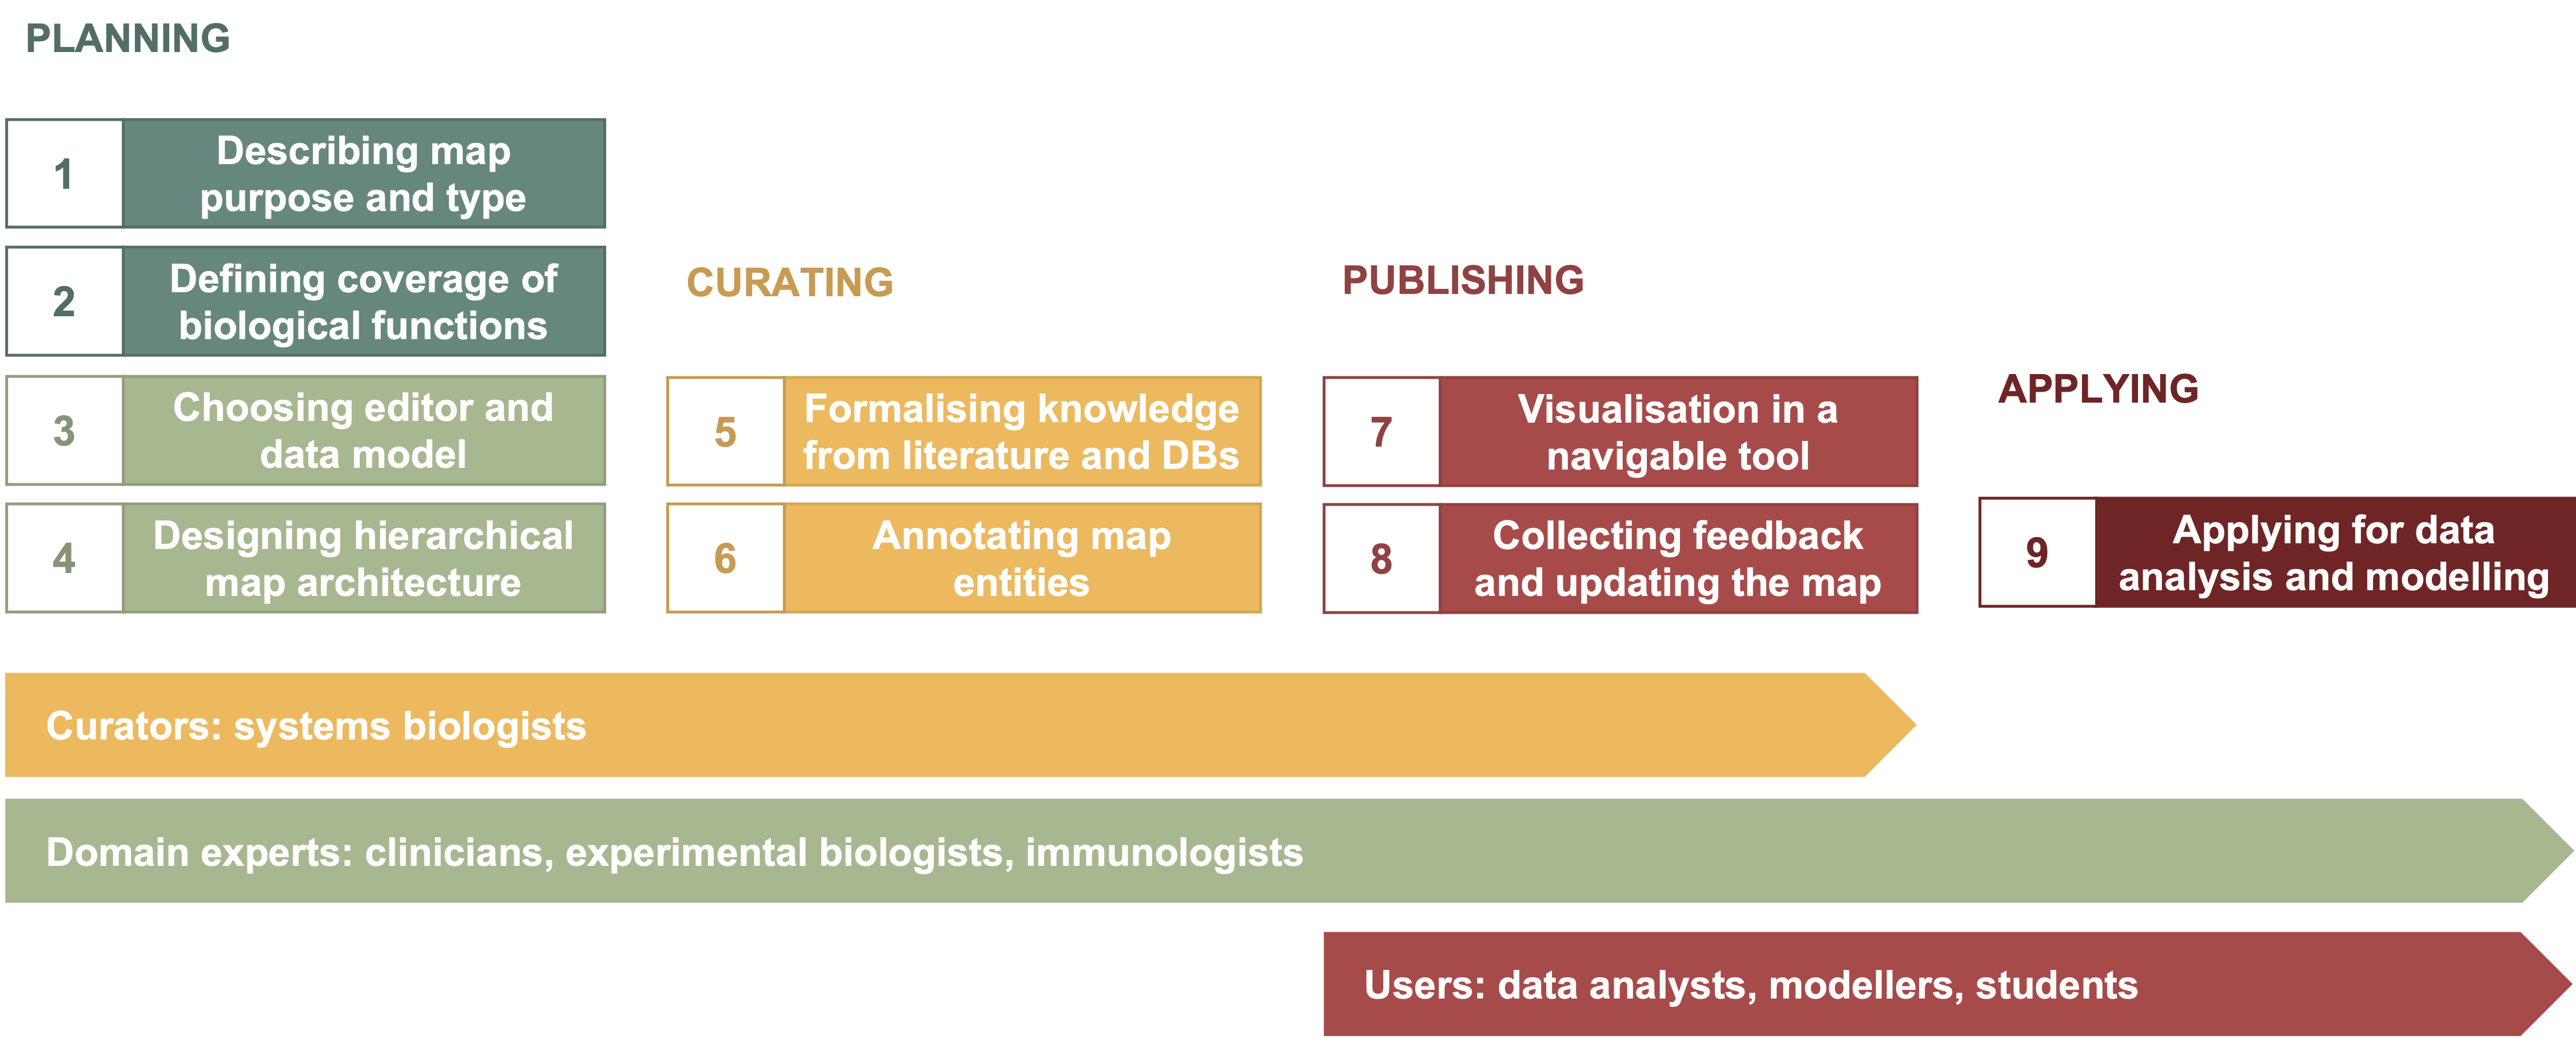 PLANNING
1
Describing map
purpose and type
2
Defining coverage of
biological functions
3
Choosing editor and
data model
4
Designing hierarchical
map architecture
CURATING
5
Formalising knowledge
from literature and DBs
6
Annotating map
entities
PUBLISHING
7
Visualisation in a
navigable tool
8
Collecting feedback
and updating the map
APPLYING
9
Applying for data
analysis and modelling
Curators: systems biologists
Domain experts: clinicians, experimental biologists, immunologists
Users: data analysts, modellers, students